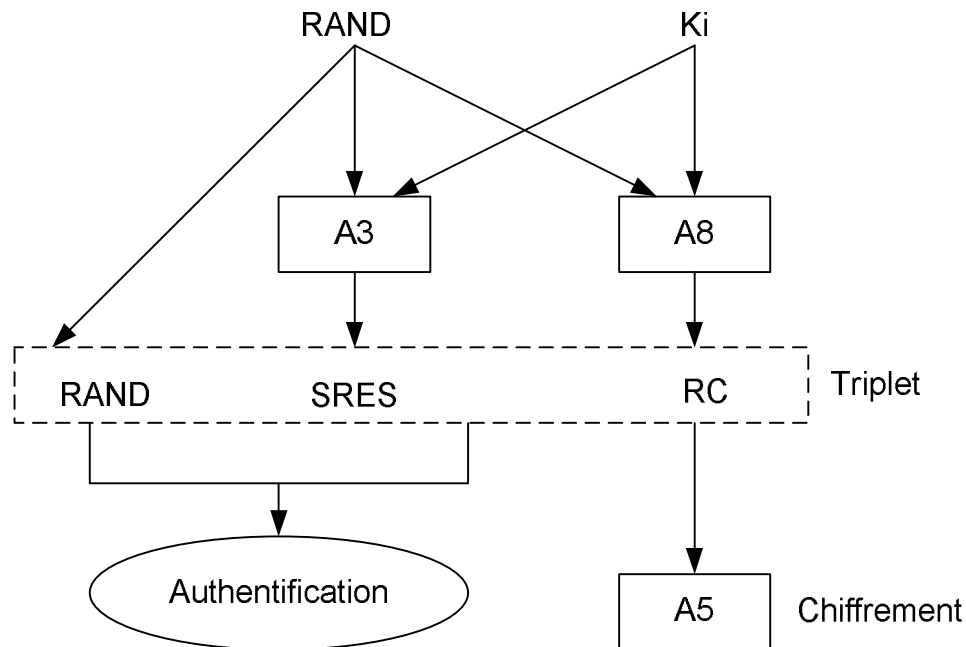 RAND
Ki
A3
A8
RAND
SRES
RC
Triplet
Authentification
A5
Chiffrement